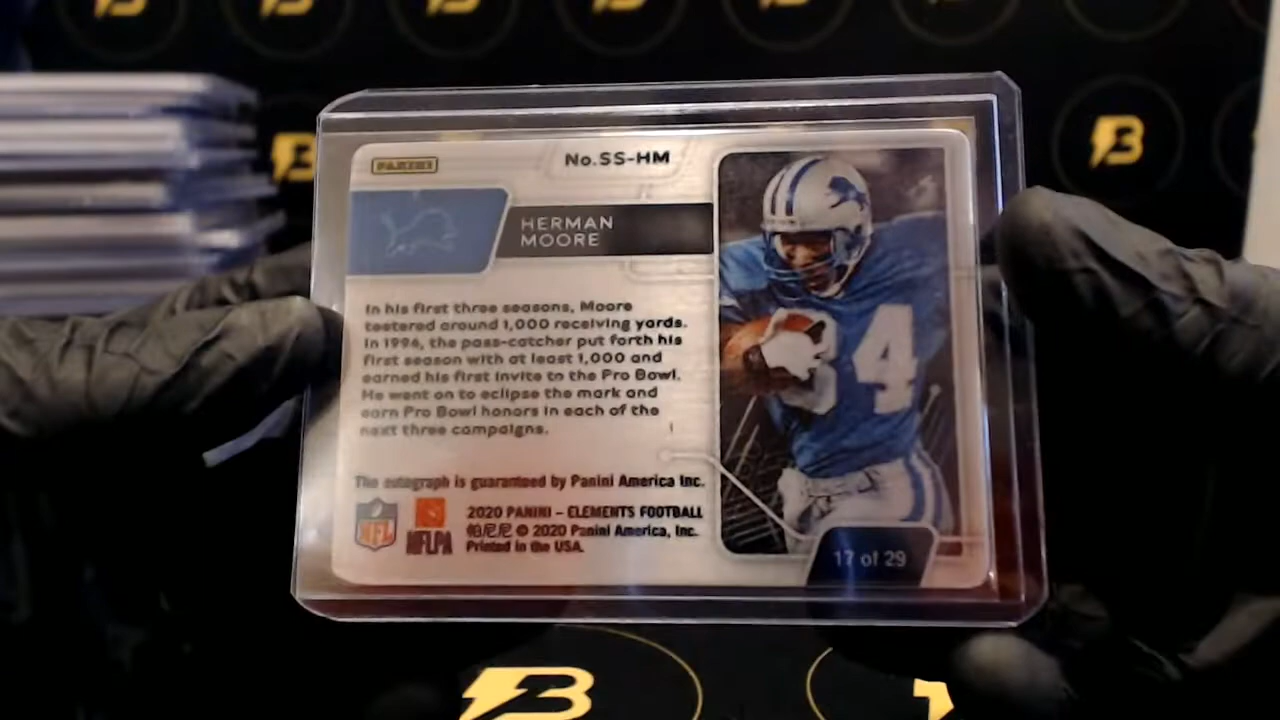 PANINI
No.SS-HM
HERMAN
MOORE
In his first three seasons, Moore
teetered around 1,000 receiving yards.
In 1994, the pass-catcher put forth his
first season with at least 1,000 and
earned his first invite to the Pro Bowl.
He went on to eclipse the mark and
earn Pro Bowl honors in each of the
next three campaigns.
84
The autograph is guaranteed by Panini America Inc.
NFL
NFLPA
2020 PANINI – ELEMENTS FOOTBALL
帕尼尼 © 2020 Panini America, Inc.
Printed in the USA.
17 of 29
B
B
B